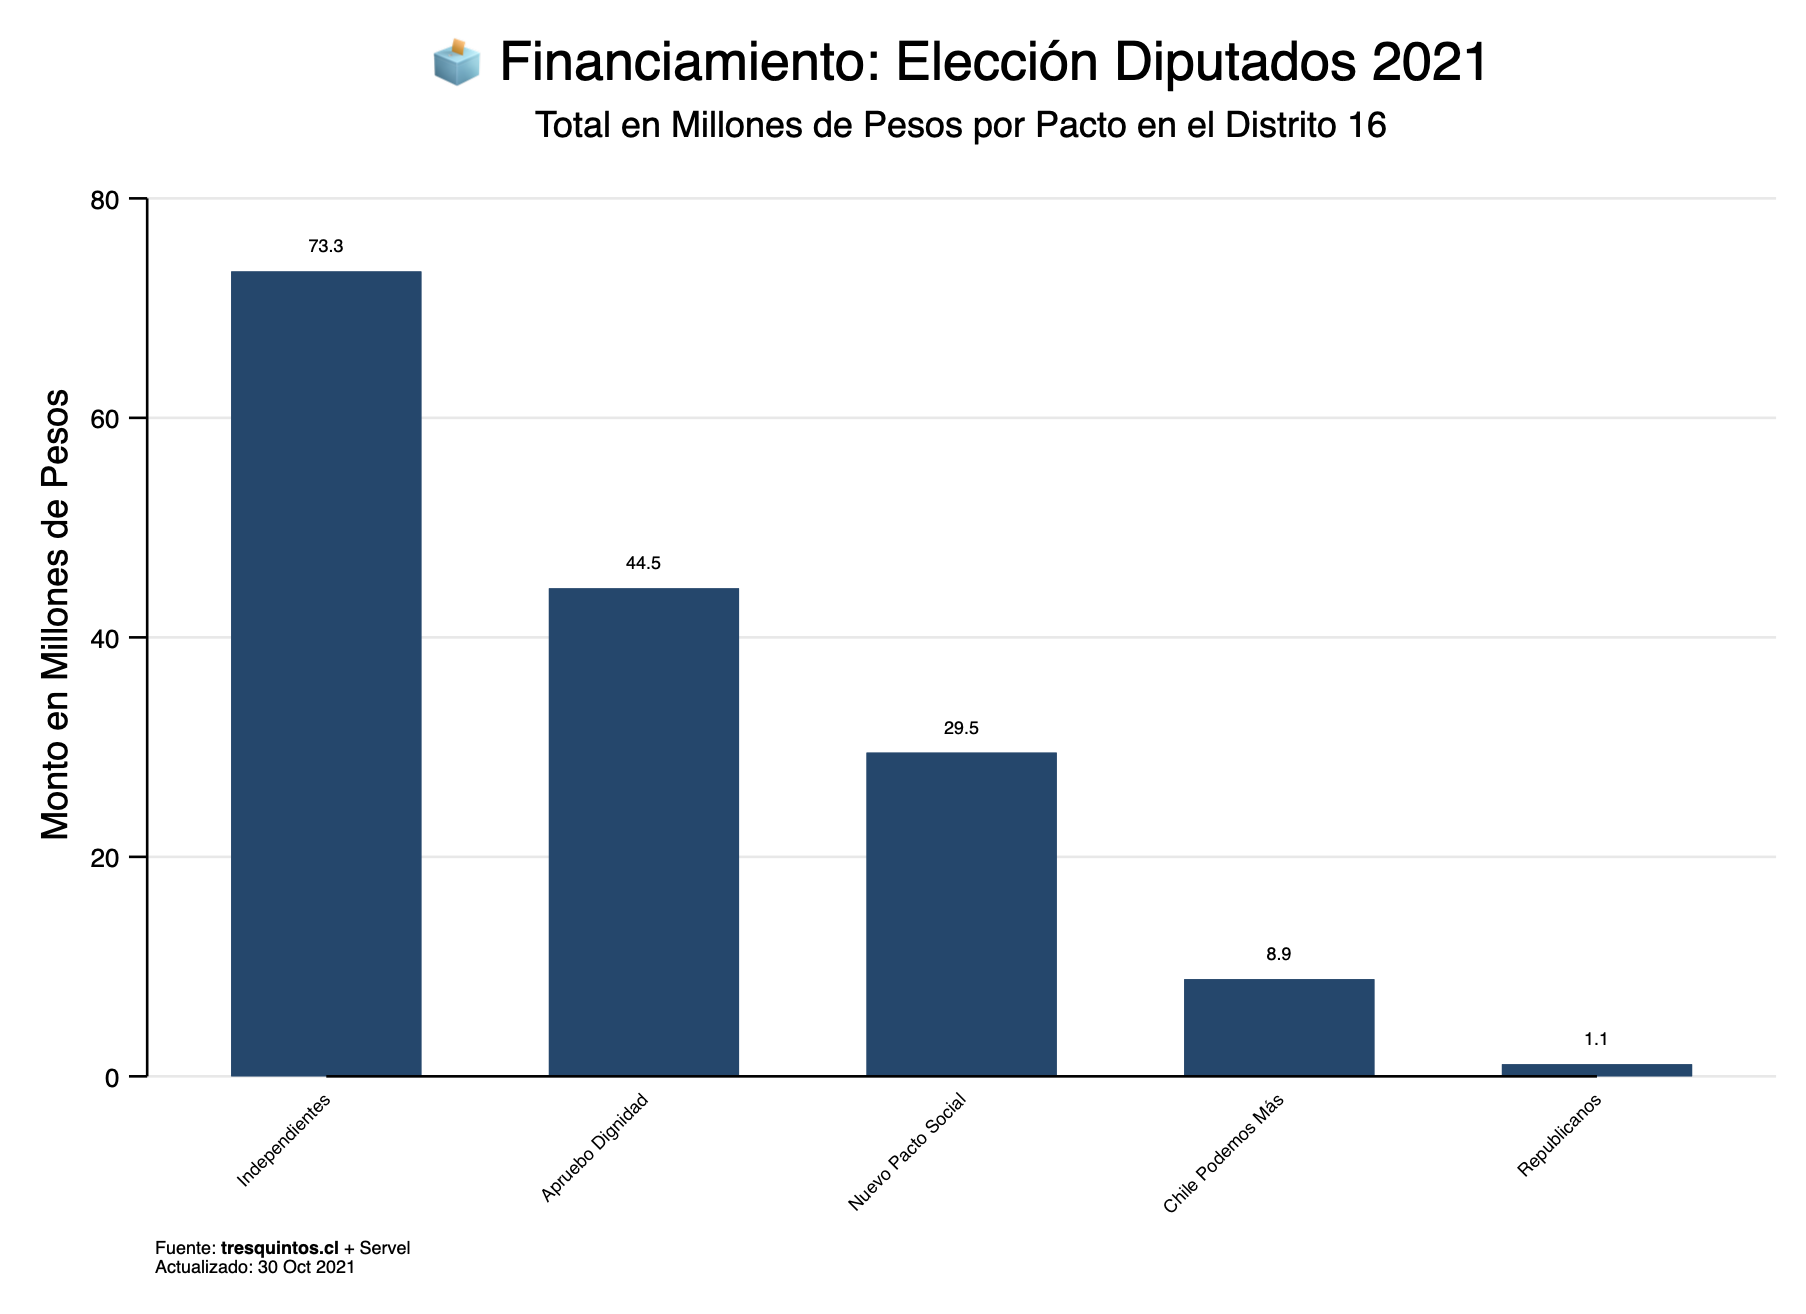 Financiamiento: Elección Diputados 2021
Total en Millones de Pesos por Pacto en el Distrito 16
Monto en Millones de Pesos
80
60
40
20
0
73.3
44.5
29.5
8.9
1.1
Independientes
Apruebo Dignidad
Nuevo Pacto Social
Chile Podemos Más
Republicanos
Fuente: tresquintos.cl + Servel
Actualizado: 30 Oct 2021